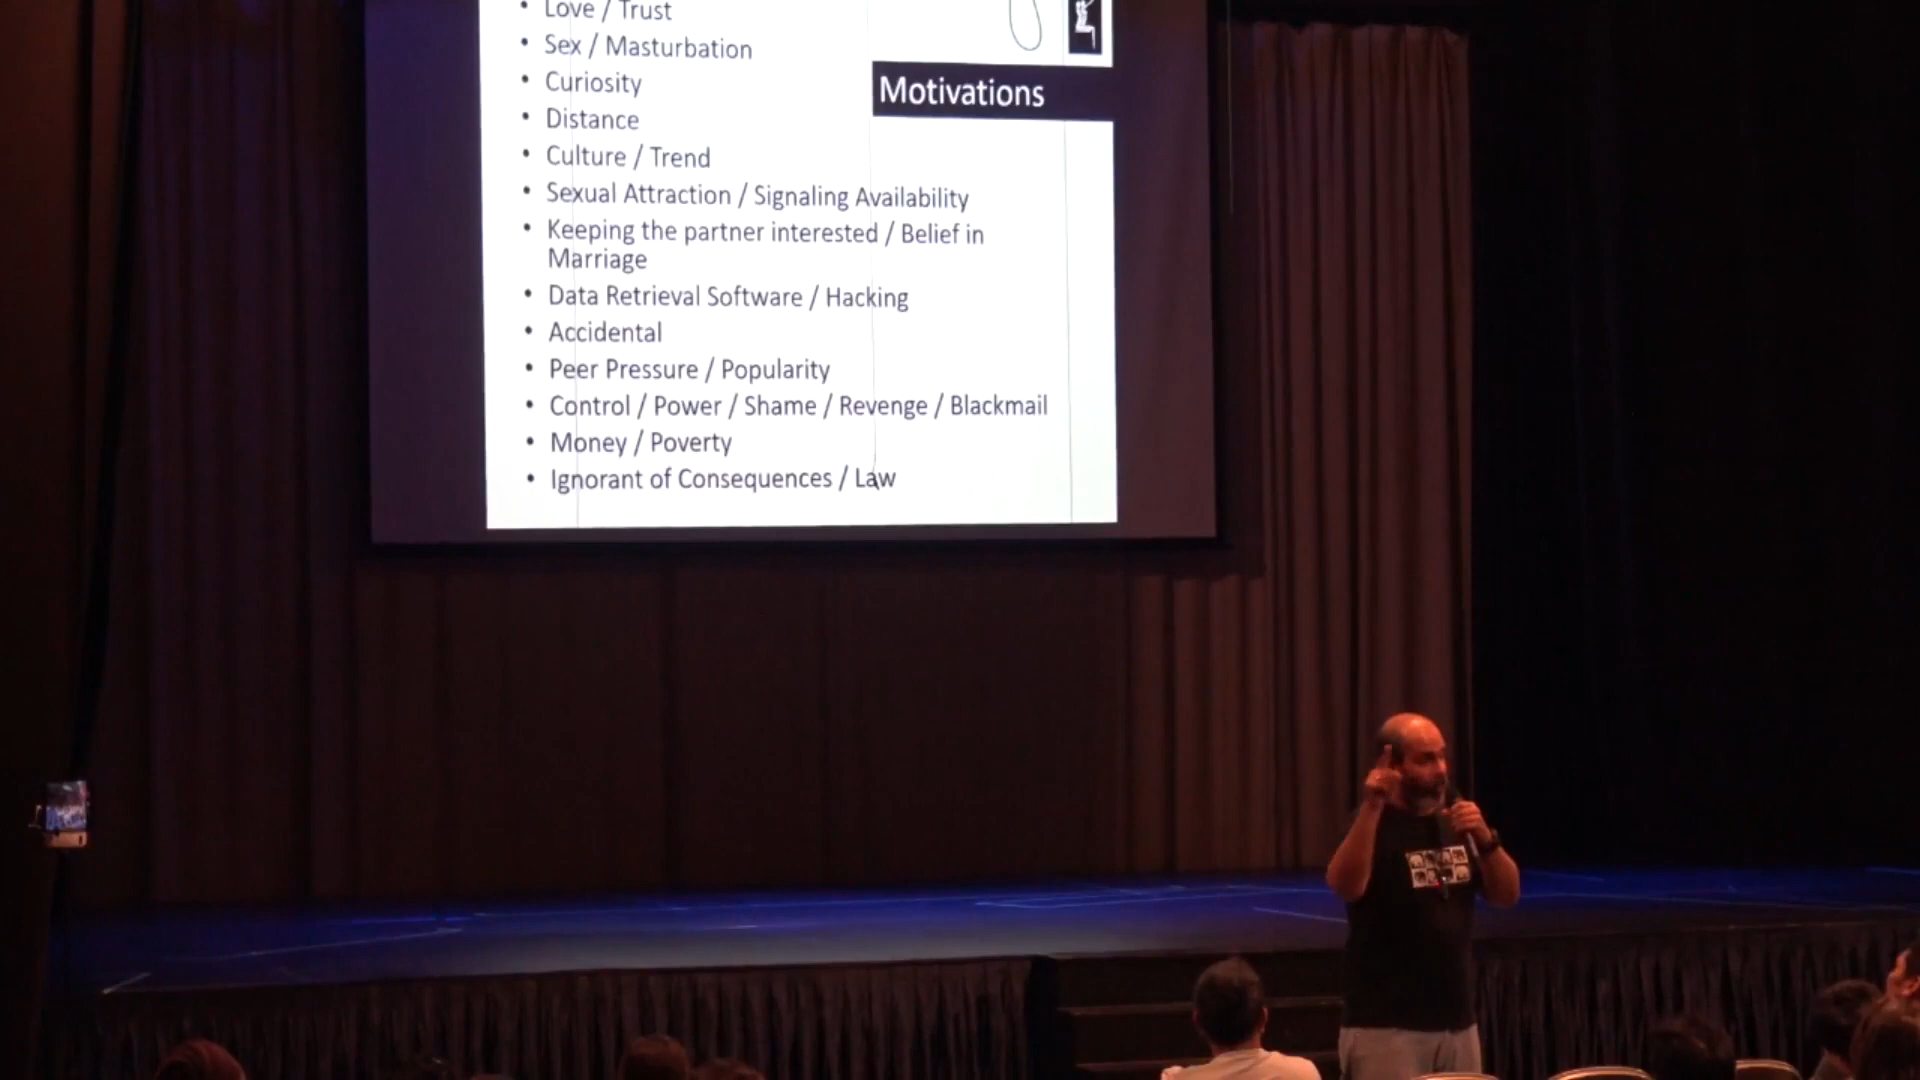 • Love / Trust
• Sex / Masturbation
• Curiosity
Motivations
• Distance
• Culture / Trend
• Sexual Attraction / Signaling Availability
• Keeping the partner interested / Belief in
Marriage
• Data Retrieval Software / Hacking
• Accidental
• Peer Pressure / Popularity
• Control / Power / Shame / Revenge / Blackmail
• Money / Poverty
• Ignorant of Consequences / Law